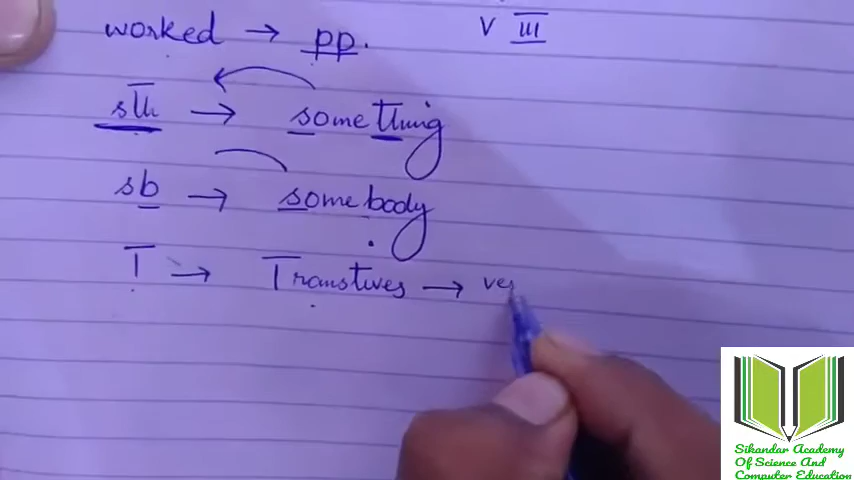 worked → pp. V III
sth → something
sb → somebody
T → Transtives → ve
Sikandar Academy
Of Science And
Computer Education